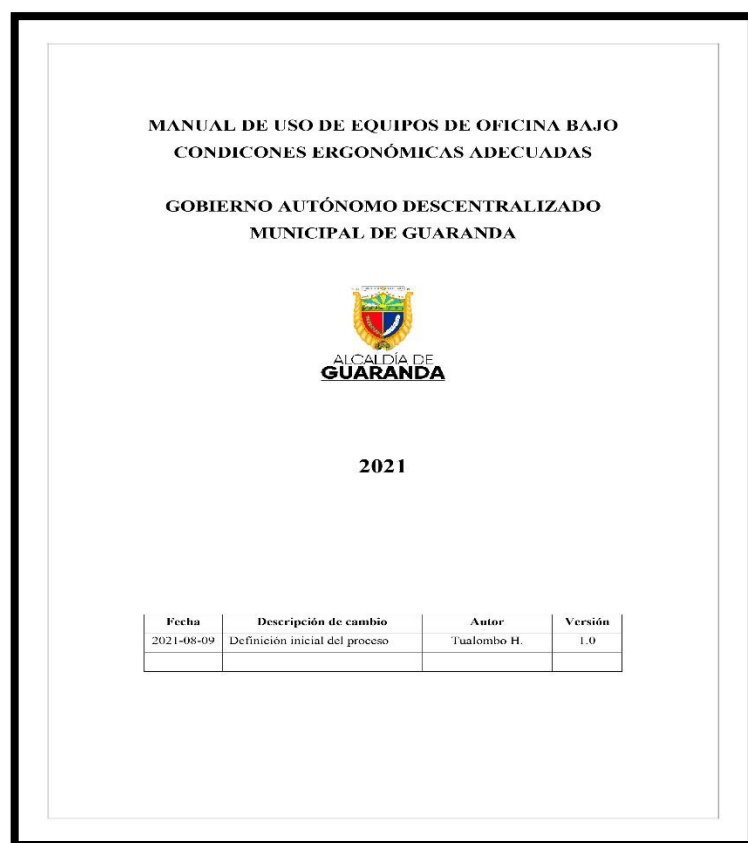 MANUAL DE USO DE EQUIPOS DE OFICINA BAJO
CONDICONES ERGONÓMICAS ADECUADAS
GOBIERNO AUTÓNOMO DESCENTRALIZADO
MUNICIPAL DE GUARANDA
ALCALDÍA DE
GUARANDA
2021
Fecha Descripción de cambio Autor Versión
2021-08-09 Definición inicial del proceso Tualombo H. 1.0